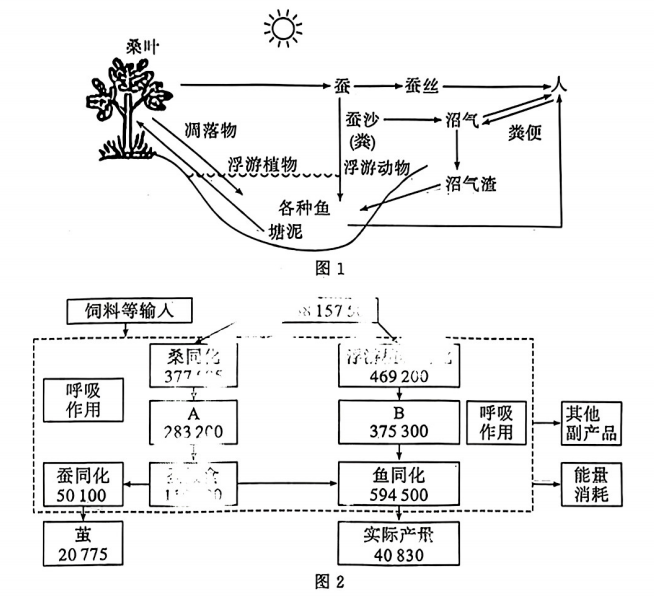 桑叶
蚕
蚕丝
人
凋落物
蚕沙
(粪)
沼气
粪便
浮游植物
浮游动物
沼气渣
各种鱼
塘泥
图 1
饲料等输入
8 157 5
桑同化
377
469 200
呼吸
作用
A
283 200
B
375 300
呼吸
作用
其他
副产品
蚕同化
50 100
鱼同化
594 500
能量
消耗
茧
20 775
实际产量
40 830
图 2